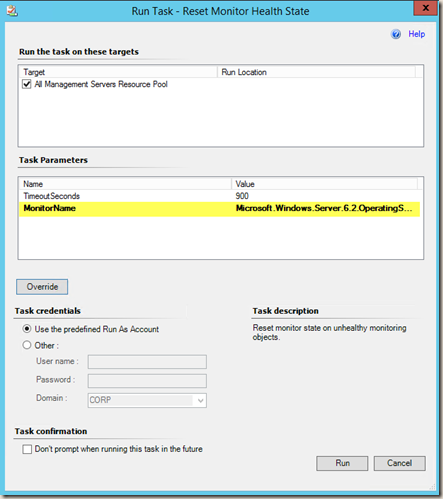 Run Task - Reset Monitor Health State
x
Help
Run the task on these targets
Target Run Location
All Management Servers Resource Pool
Task Parameters
Name Value
TimeoutSeconds 900
MonitorName Microsoft.Windows.Server.6.2.OperatingS...
Override
Task credentials
Use the predefined Run As Account
Other :
User name :
Password :
Domain : CORP
Task description
Reset monitor state on unhealthy monitoring
objects.
Task confirmation
Don't prompt when running this task in the future
Run Cancel